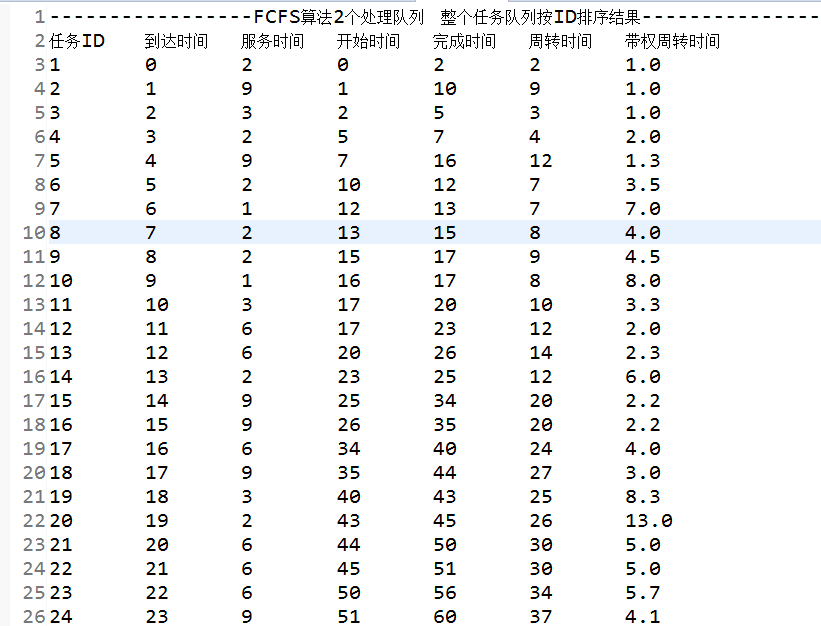 1 -----------------FCFS算法2个处理队列 整个任务队列按ID排序结果---------------
2 任务ID 到达时间 服务时间 开始时间 完成时间 周转时间 带权周转时间
3 1 0 2 0 2 2 1.0
4 2 1 9 1 10 9 1.0
5 3 2 3 2 5 3 1.0
6 4 3 2 5 7 4 2.0
7 5 4 9 7 16 12 1.3
8 6 5 2 10 12 7 3.5
9 7 6 1 12 13 7 7.0
10 8 7 2 13 15 8 4.0
11 9 8 2 15 17 9 4.5
12 10 9 1 16 17 8 8.0
13 11 10 3 17 20 10 3.3
14 12 11 6 17 23 12 2.0
15 13 12 6 20 26 14 2.3
16 14 13 2 23 25 12 6.0
17 15 14 9 25 34 20 2.2
18 16 15 9 26 35 20 2.2
19 17 16 6 34 40 24 4.0
20 18 17 9 35 44 27 3.0
21 19 18 3 40 43 25 8.3
22 20 19 2 43 45 26 13.0
23 21 20 6 44 50 30 5.0
24 22 21 6 45 51 30 5.0
25 23 22 6 50 56 34 5.7
26 24 23 9 51 60 37 4.1